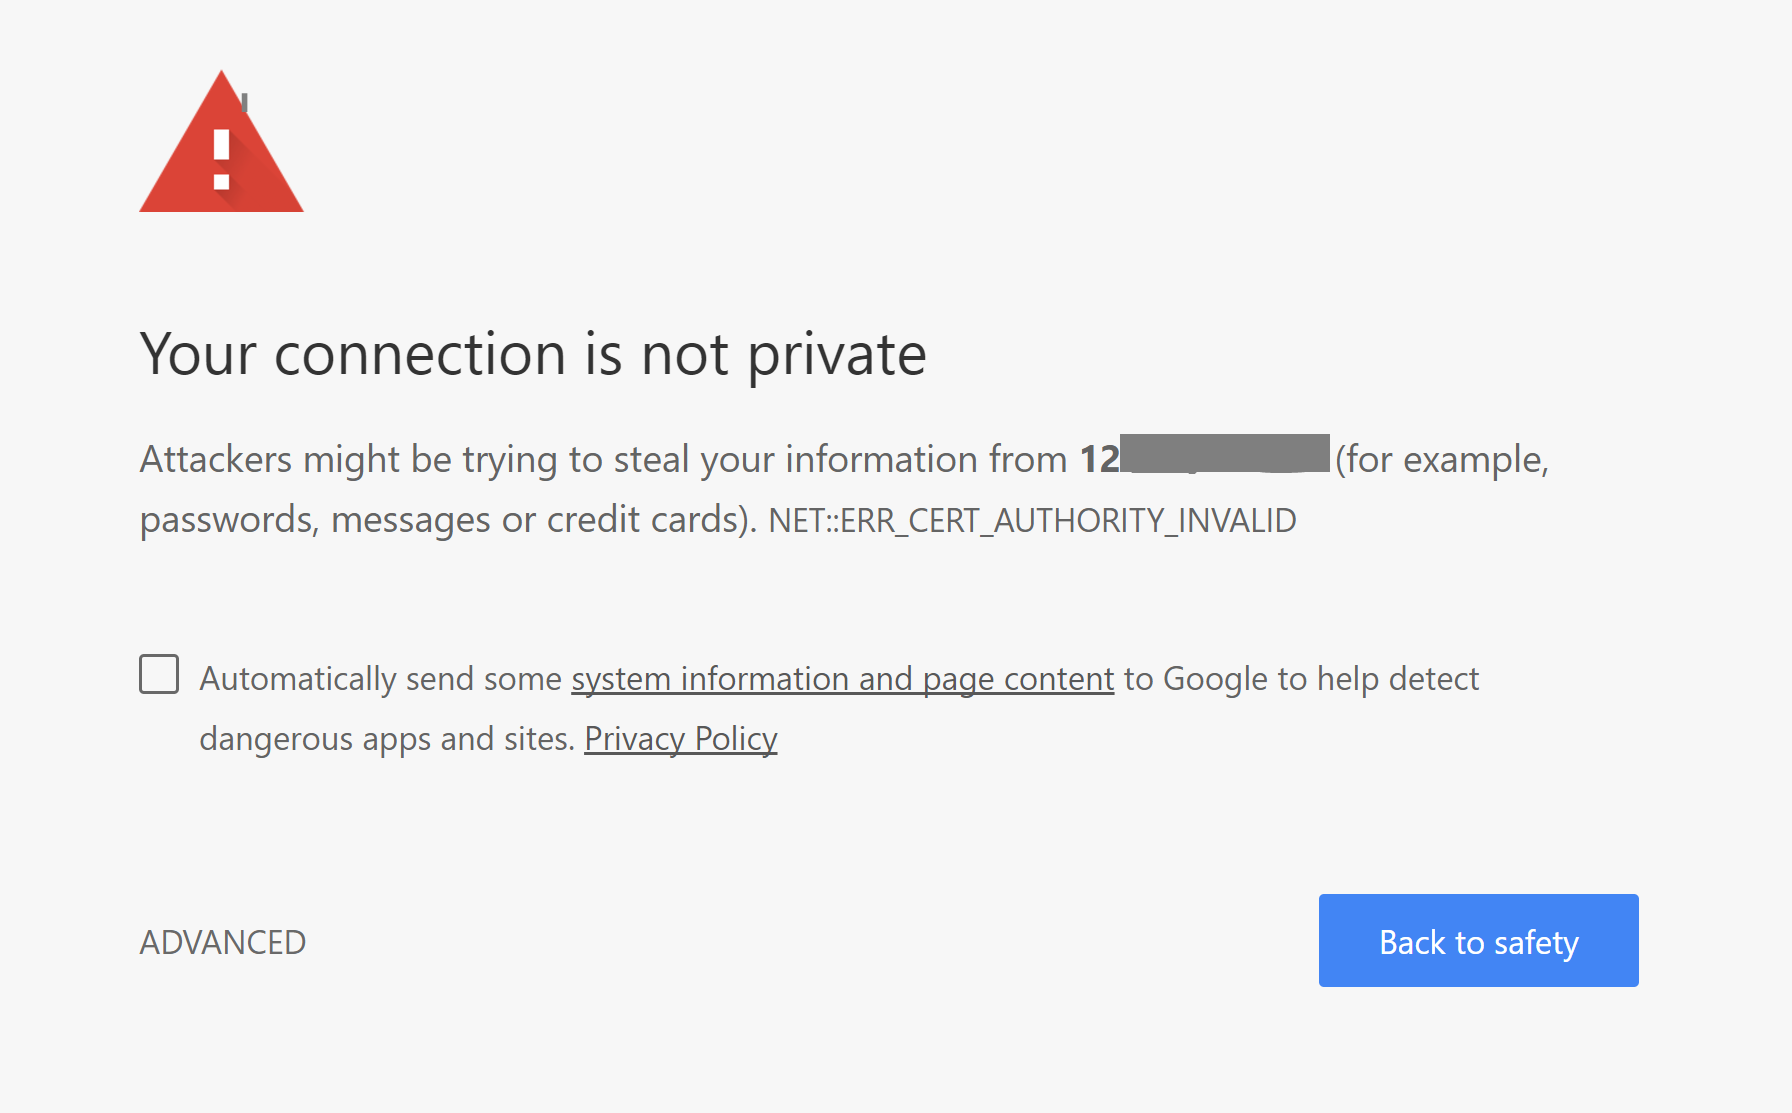 Your connection is not private
Attackers might be trying to steal your information from 12 (for example,
passwords, messages or credit cards). NET::ERR_CERT_AUTHORITY_INVALID
Automatically send some system information and page content to Google to help detect
dangerous apps and sites. Privacy Policy
ADVANCED
Back to safety